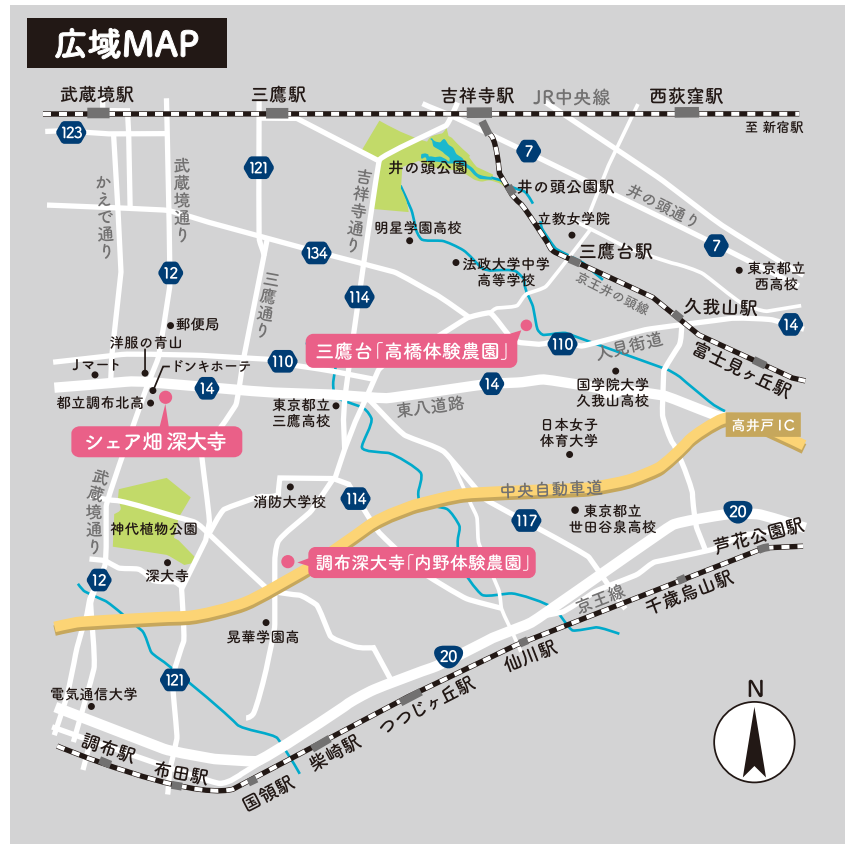 広域MAP
武蔵境駅
三鷹駅
吉祥寺駅
JR中央線
西荻窪駅
至 新宿駅
123
武蔵境通り
かえで通り
121
吉祥寺通り
井の頭公園
7
井の頭公園駅
井の頭通り
立教女学院
明星学園高校
三鷹台駅
7
134
法政大学中学
高等学校
東京都立
西高校
12
三鷹通り
114
京王井の頭線
久我山駅
14
郵便局
洋服の青山
三鷹台「高橋体験農園」
110
人見街道
富士見ヶ丘駅
Jマート
ドンキホーテ
110
14
14
都立調布北高
東京都立
三鷹高校
東八道路
国学院大学
久我山高校
シェア畑 深大寺
日本女子
体育大学
高井戸IC
武蔵境通り
消防大学校
114
中央自動車道
神代植物公園
117
東京都立
世田谷泉高校
20
芦花公園駅
深大寺
調布深大寺「内野体験農園」
12
京王線
千歳烏山駅
晃華学園高
仙川駅
20
121
電気通信大学
つつじヶ丘駅
N
調布駅
布田駅
国領駅
柴崎駅